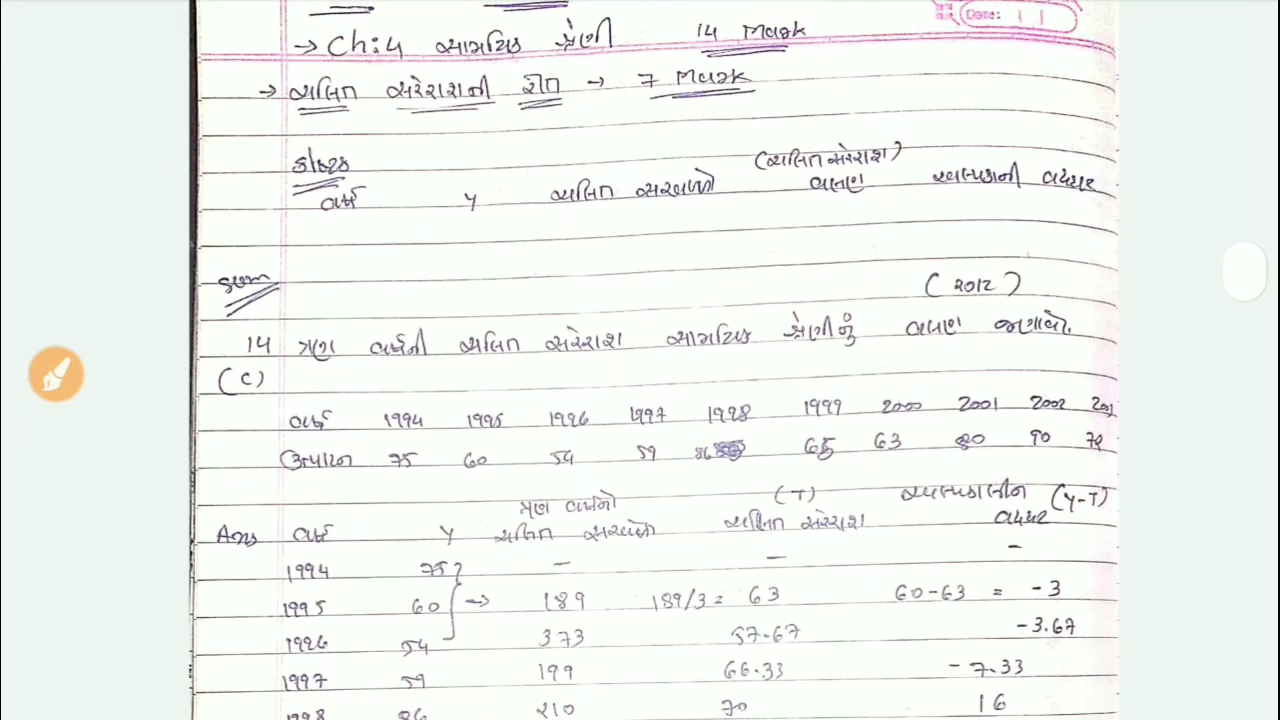 Date:
→ Ch:4 સામયિક શ્રેણી 14 Mark
→ ચલિત સરેરાશની રીત → 7 Mark
કોષ્ટક
વર્ષ y ચલિત સરવાળો (ચલિત સરેરાશ) વલણ સ્વલ્પકાલીન વધઘટ
sum (2012)
14 ત્રણ વર્ષની ચલિત સરેરાશ સામયિક શ્રેણીનું વલણ જણાવો.
(C)
વર્ષ 1994 1995 1996 1997 1998 1999 2000 2001 2002
ઉત્પાદન 75 60 54 59 86 65 63 80 90
Ans વર્ષ y ત્રણ વર્ષનો ચલિત સરવાળો (T) ચલિત સરેરાશ સ્વલ્પકાલીન વધઘટ (y-T)
1994 75 - - -
1995 60 → 189 189/3 = 63 60-63 = -3
1996 54 373 57.67 -3.67
1997 59 199 66.33 -7.33
1998 86 210 70 16